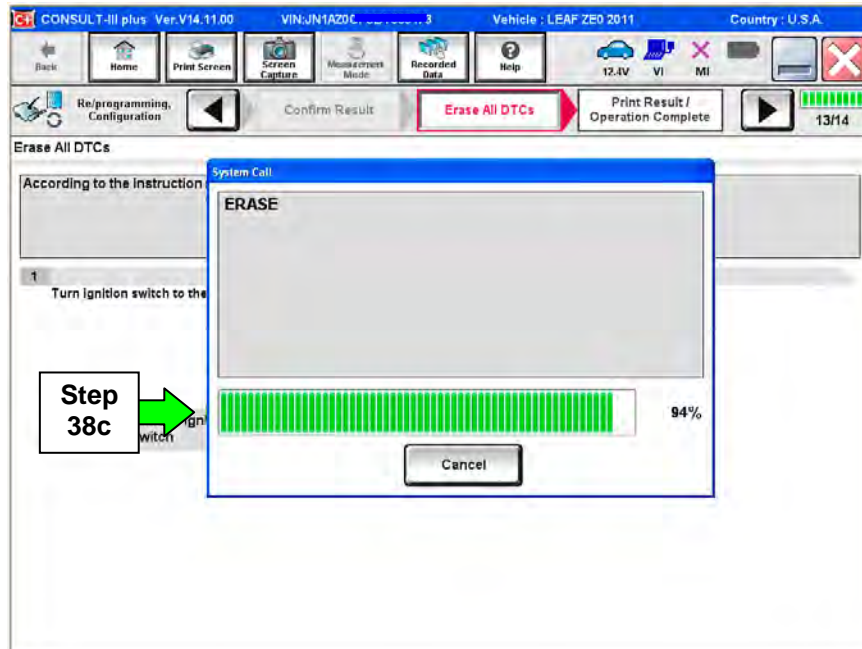 CONSULT-III plus Ver.V14.11.00 VIN:JN1AZ0 Vehicle : LEAF ZE0 2011 Country : U.S.A.
Back Home Print Screen Screen Capture Measurement Mode Recorded Data Help 12.4V VI MI
Re/programming, Configuration Confirm Result Erase All DTCs Print Result / Operation Complete 13/14
Erase All DTCs
System Call
According to the instruction
ERASE
1
Turn ignition switch to the
Step
38c
94%
witch
Cancel